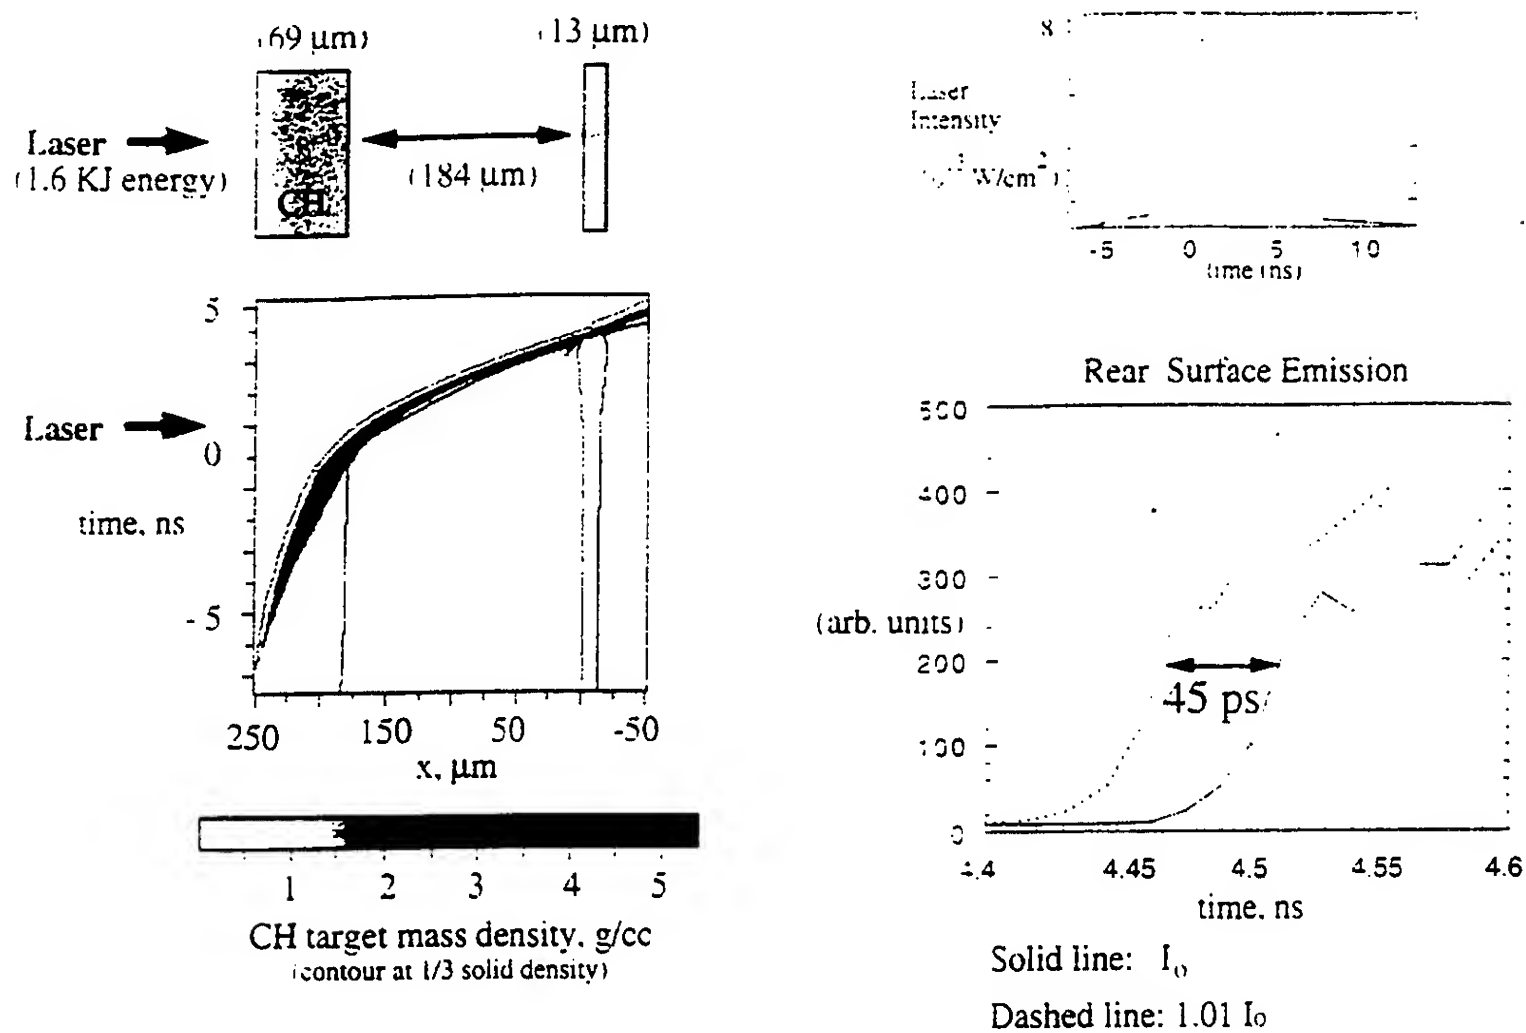 (69 µm)
(13 µm)
Laser
(1.6 KJ energy)
CH
(184 µm)
5
Laser
0
time, ns
-5
250 150 50 -50
x, µm
1 2 3 4 5
CH target mass density, g/cc
(contour at 1/3 solid density)
8
Laser
Intensity
W/cm²)
-5 0 5 10
time (ns)
Rear Surface Emission
500
400
300
(arb. units)
200
45 ps
100
0
4.4 4.45 4.5 4.55 4.6
time, ns
Solid line: I₀
Dashed line: 1.01 I₀